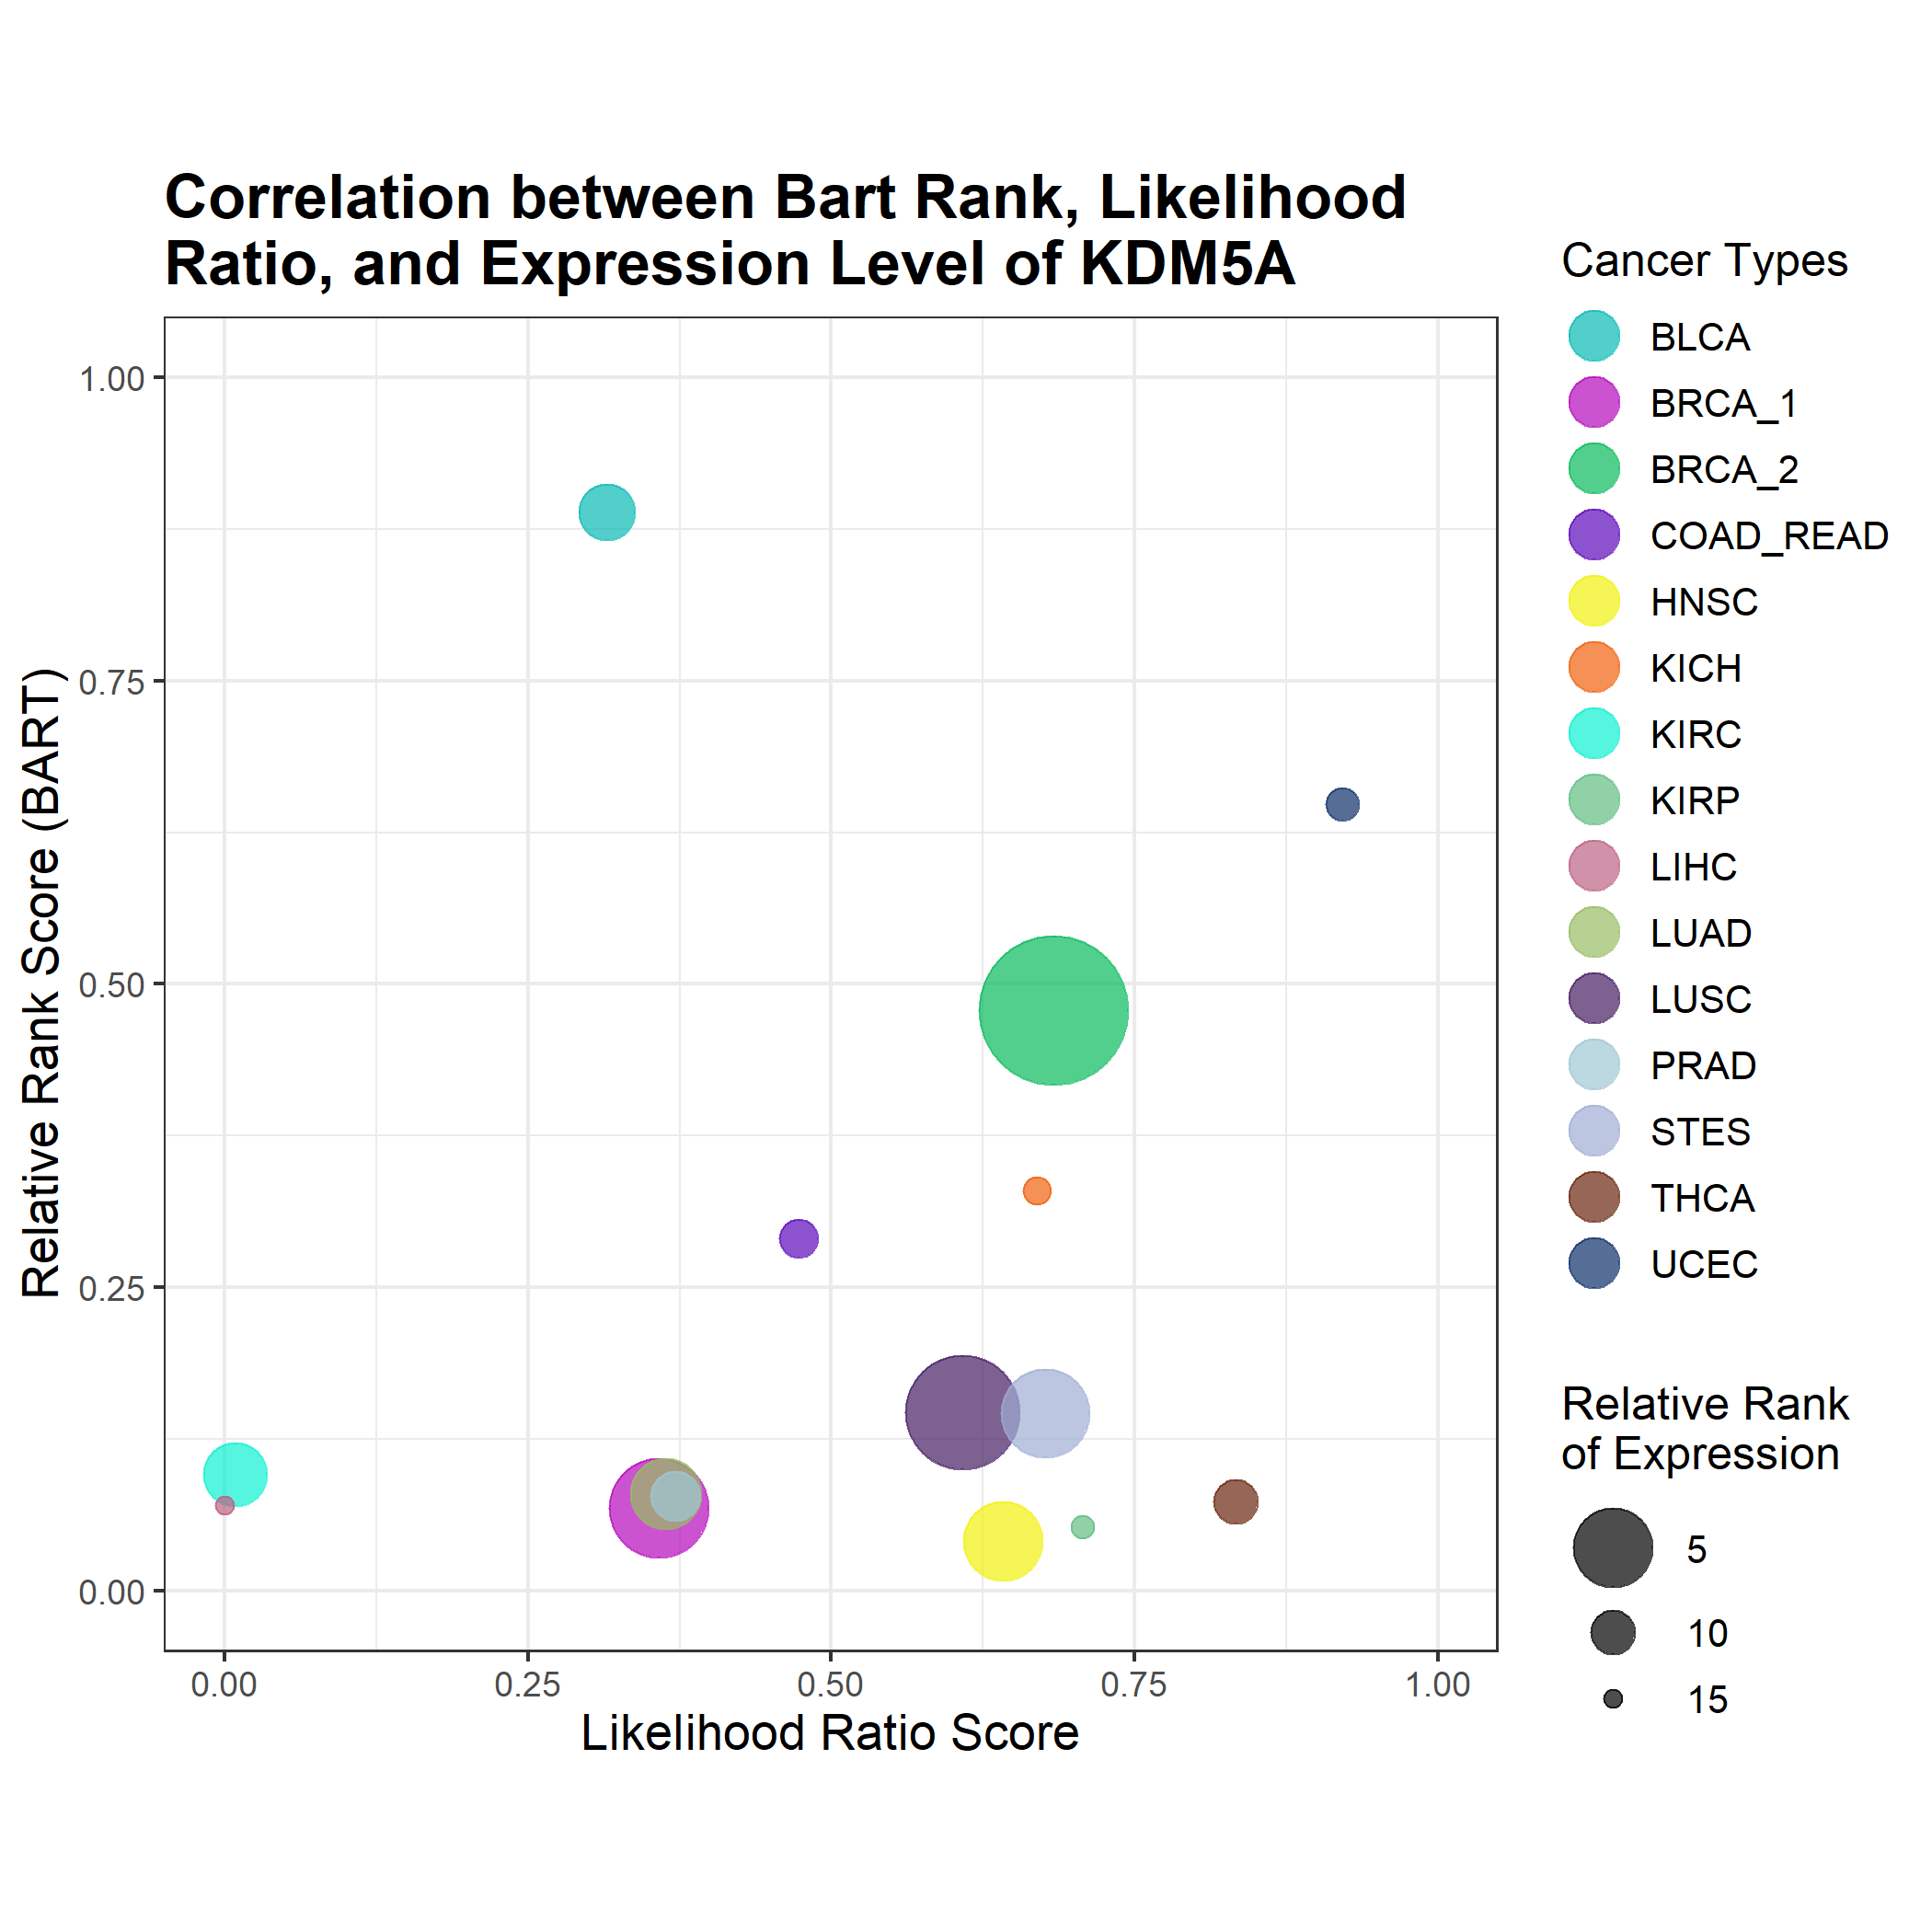 Correlation between Bart Rank, Likelihood
Ratio, and Expression Level of KDM5A
Relative Rank Score (BART)
1.00
0.75
0.50
0.25
0.00
0.00 0.25 0.50 0.75 1.00
Likelihood Ratio Score
Cancer Types
BLCA
BRCA_1
BRCA_2
COAD_READ
HNSC
KICH
KIRC
KIRP
LIHC
LUAD
LUSC
PRAD
STES
THCA
UCEC
Relative Rank
of Expression
5
10
15